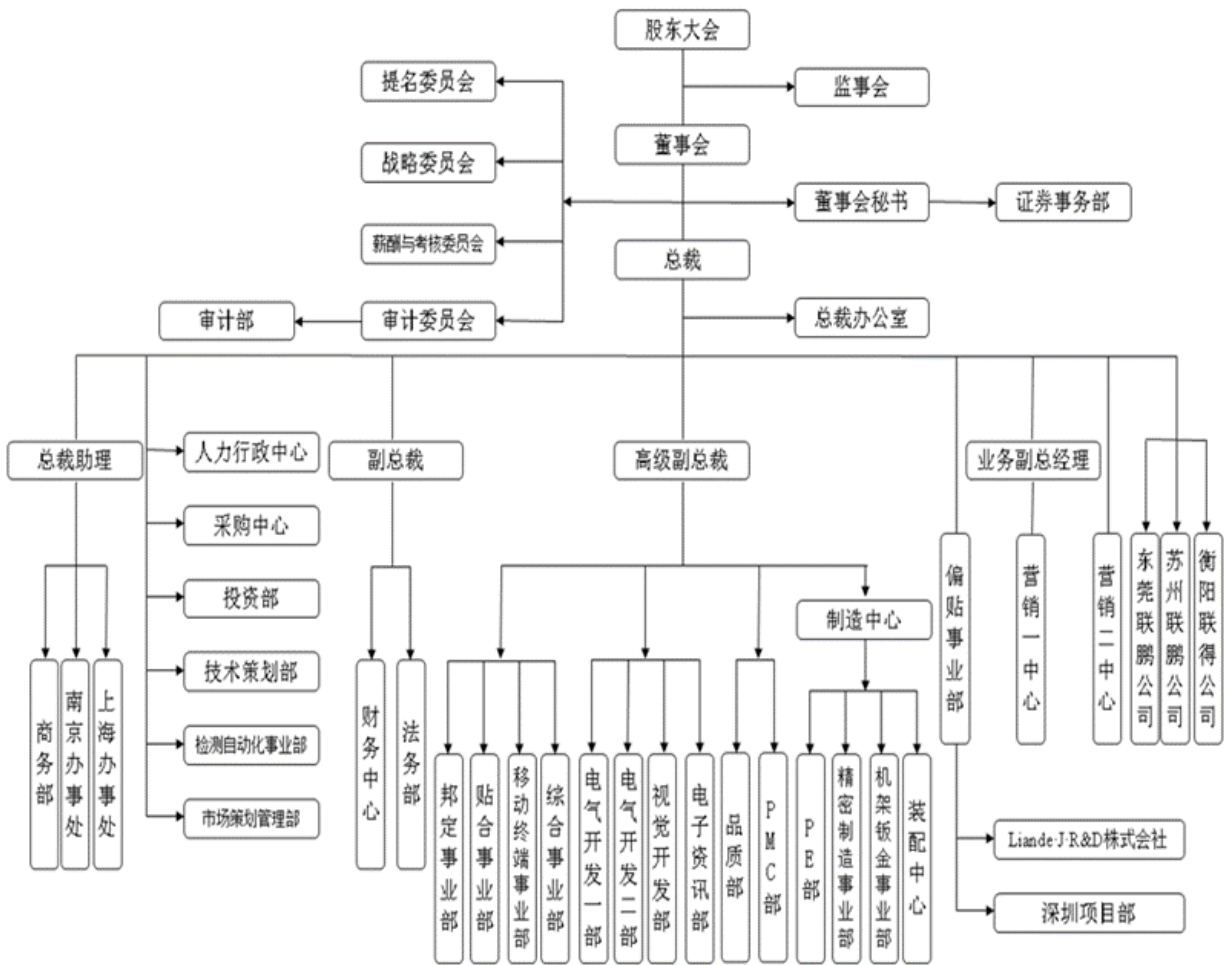 股东大会
提名委员会
监事会
董事会
战略委员会
董事会秘书
证券事务部
薪酬与考核委员会
总裁
审计部
审计委员会
总裁办公室
总裁助理
人力行政中心
副总裁
高级副总裁
业务副总经理
采购中心
投资部
技术策划部
检测自动化事业部
市场策划管理部
商务部
南京办事处
上海办事处
财务中心
法务部
制造中心
偏贴事业部
营销一中心
营销二中心
东莞联鹏公司
苏州联鹏公司
衡阳联得公司
邦定事业部
贴合事业部
移动终端事业部
综合事业部
电气开发一部
电气开发二部
视觉开发部
电子资讯部
品质部
PMC部
PE部
精密制造事业部
机架钣金事业部
装配中心
Liande·J·R&D株式会社
深圳项目部